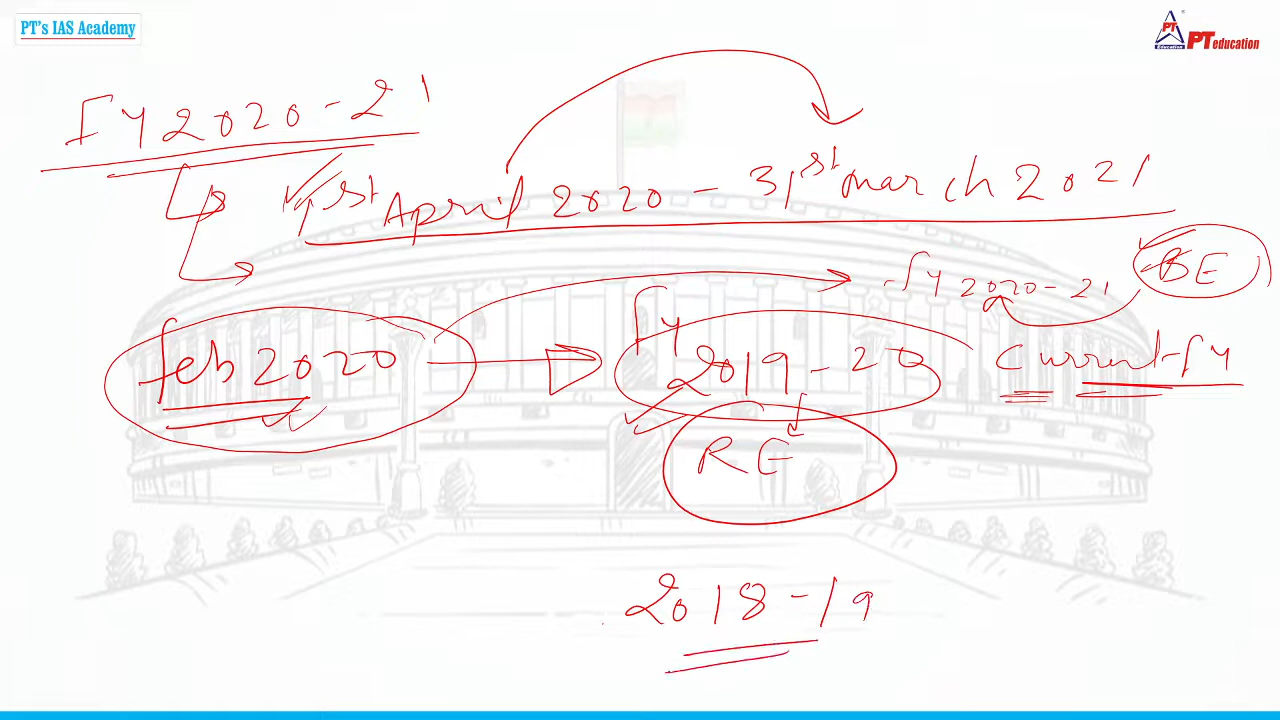 PT's IAS Academy
PT education
FY 2020-21
1st April 2020 - 31st march 2021
FY 2020-21 BE
feb 2020 FY 2019-20 Current FY
RE
2018-19